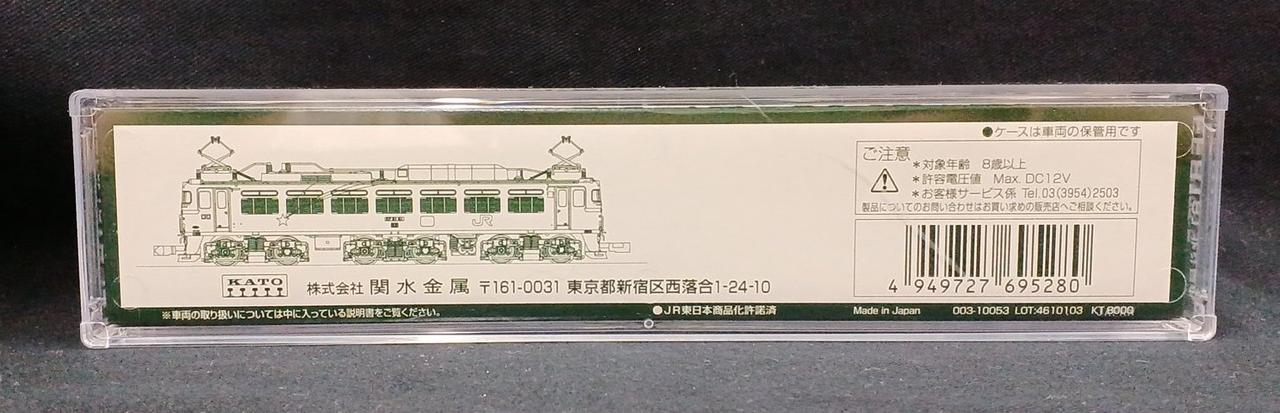 ●ケースは車両の保管用です
ご注意
＊対象年齢 8歳以上
＊許容電圧値 Max. DC12V
＊お客様サービス係 Tel.03(3954)2503
製品についてのお問い合わせはお買い求めの販売店へご相談ください。
JR
KATO
株式会社 関水金属 〒161-0031 東京都新宿区西落合1-24-10
4 949727 695280
※車両の取り扱いについては中に入っている説明書をご覧ください。
●JR東日本商品化許諾済
Made in Japan 003-10053 LOT:4610103